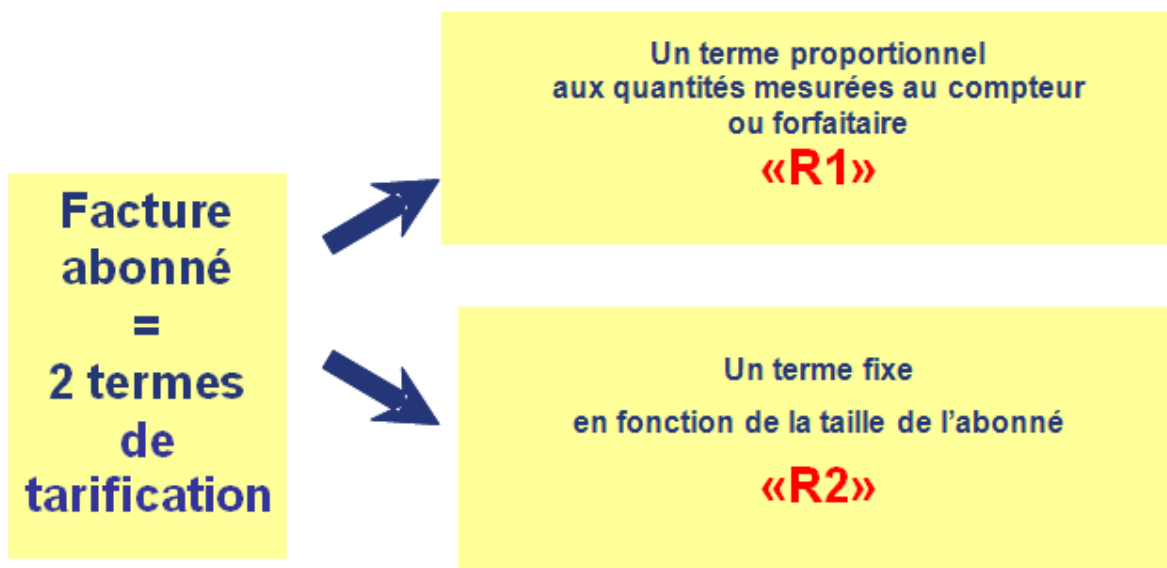 Facture
abonné
=
2 termes
de
tarification
Un terme proportionnel
aux quantités mesurées au compteur
ou forfaitaire
«R1»
Un terme fixe
en fonction de la taille de l'abonné
«R2»